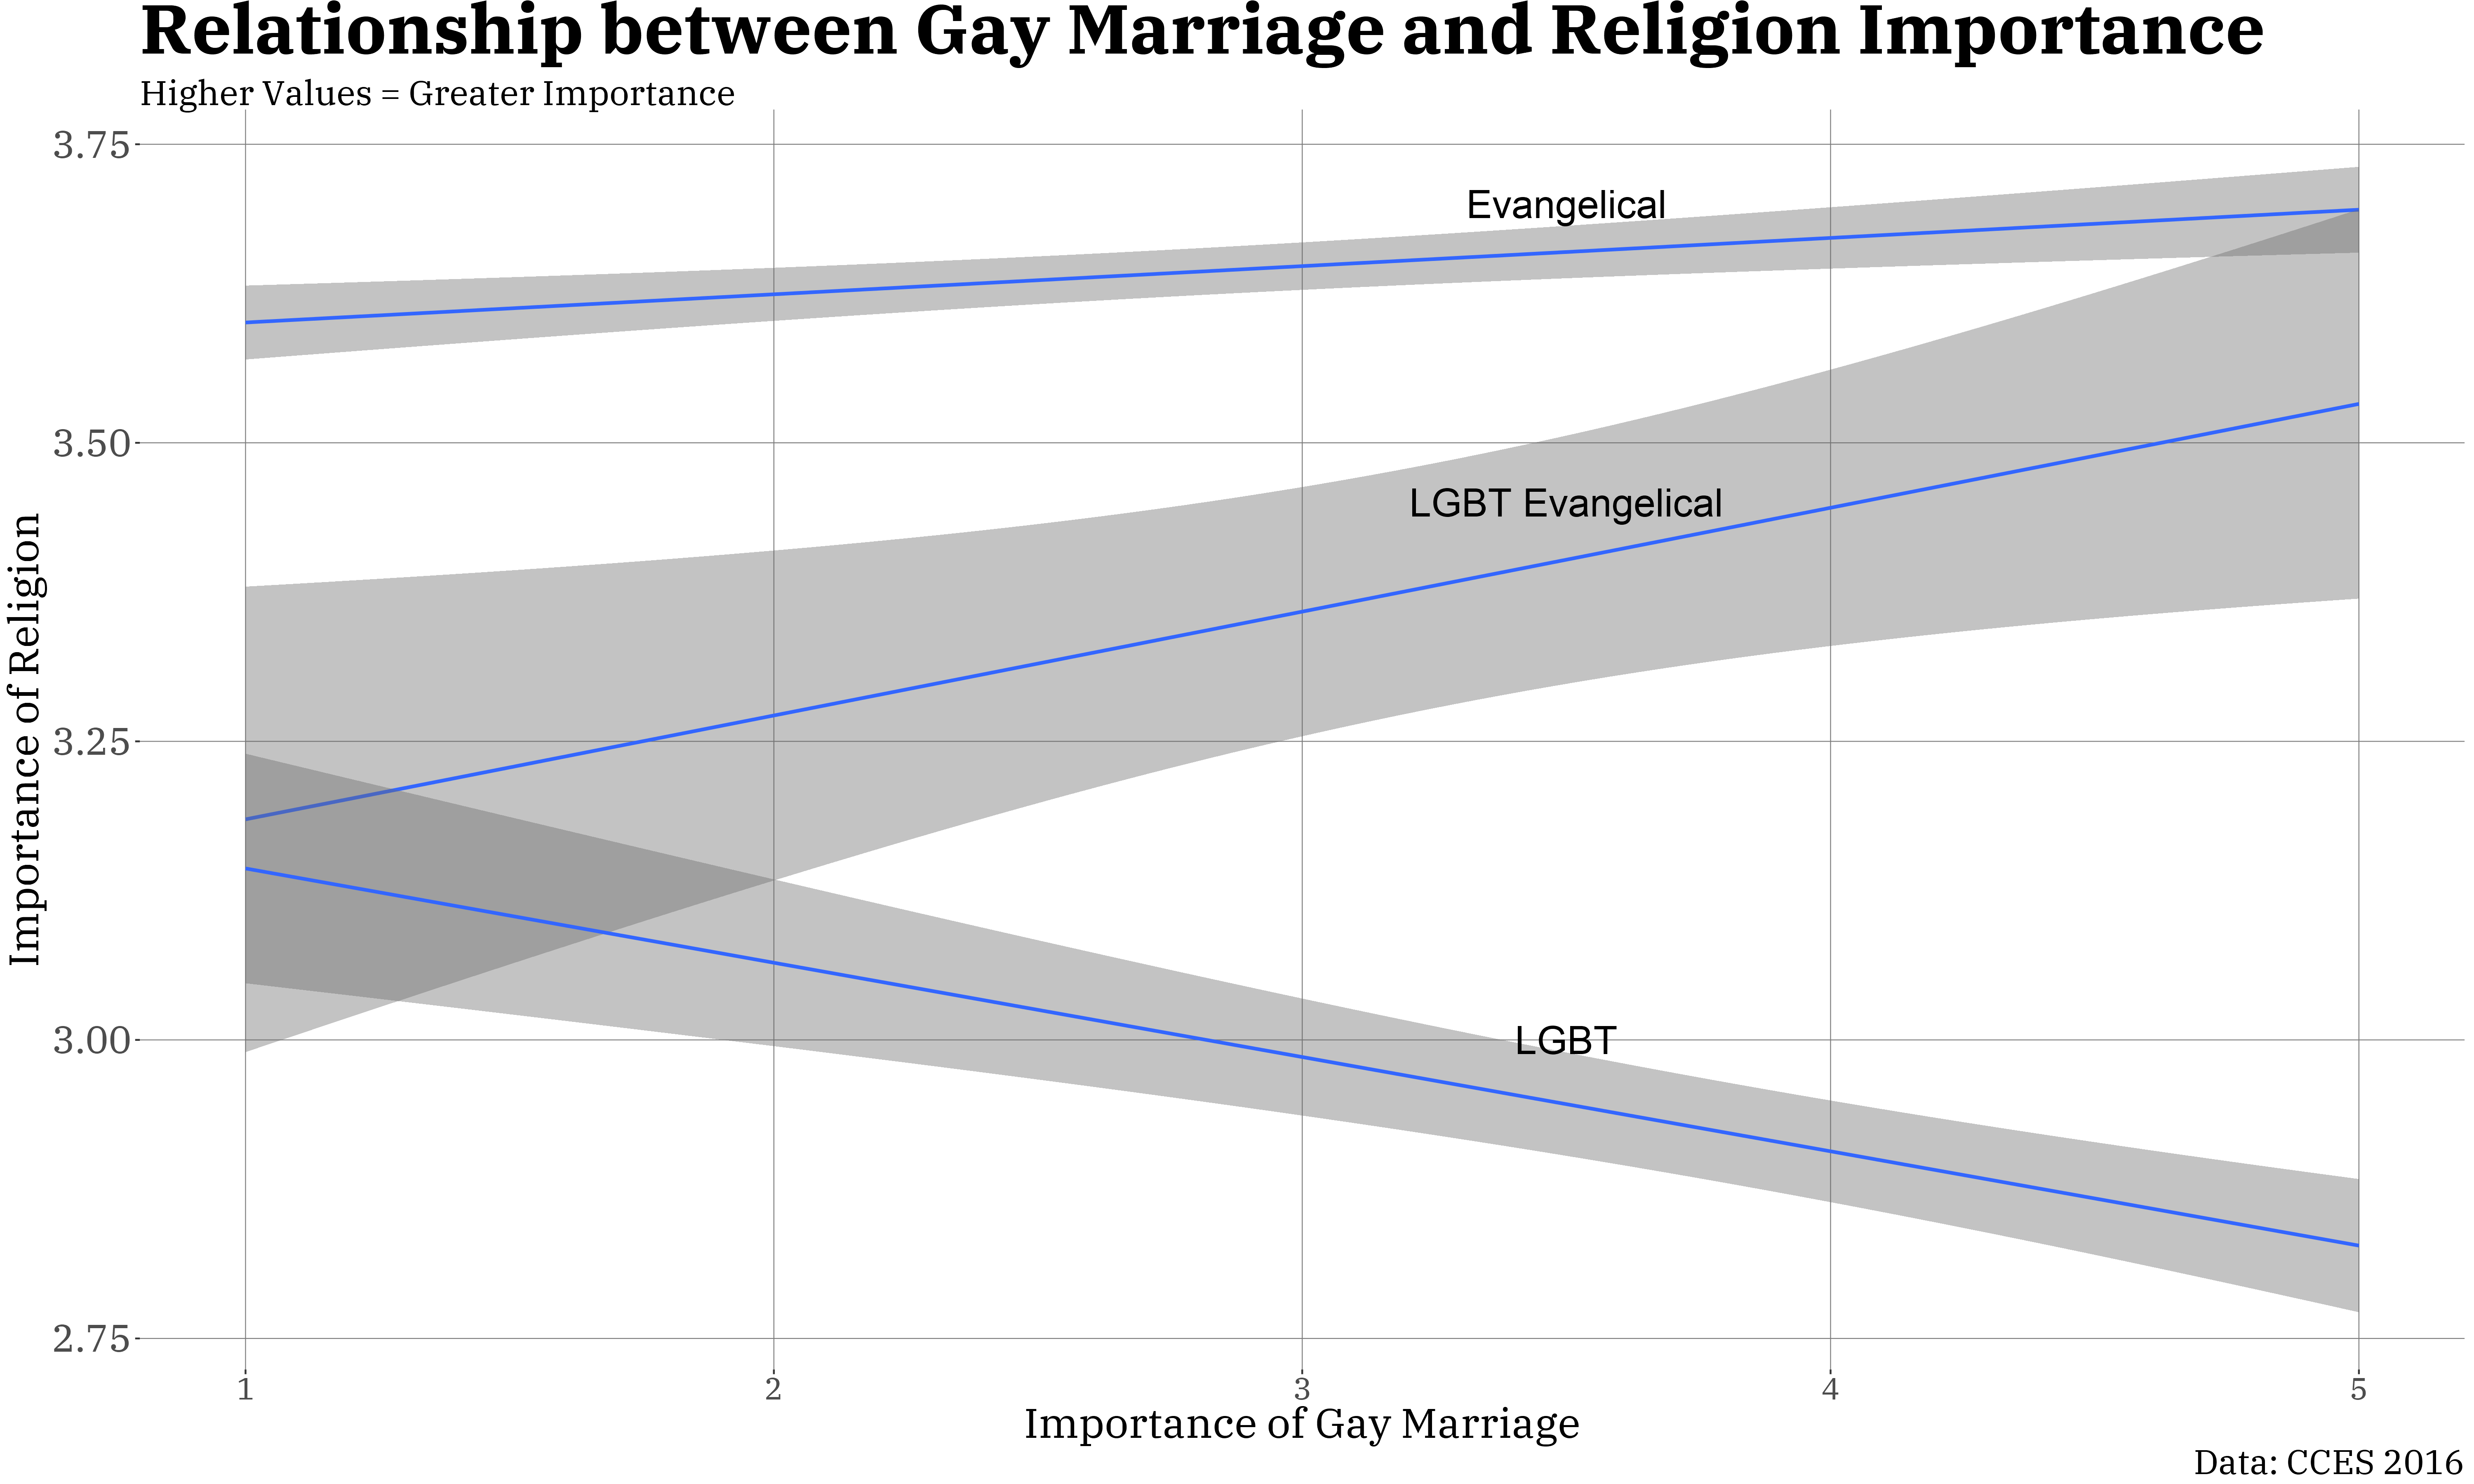 Relationship between Gay Marriage and Religion Importance
Higher Values = Greater Importance
3.75
3.50
3.25
3.00
2.75
Importance of Religion
Evangelical
LGBT Evangelical
LGBT
1 2 3 4 5
Importance of Gay Marriage
Data: CCES 2016